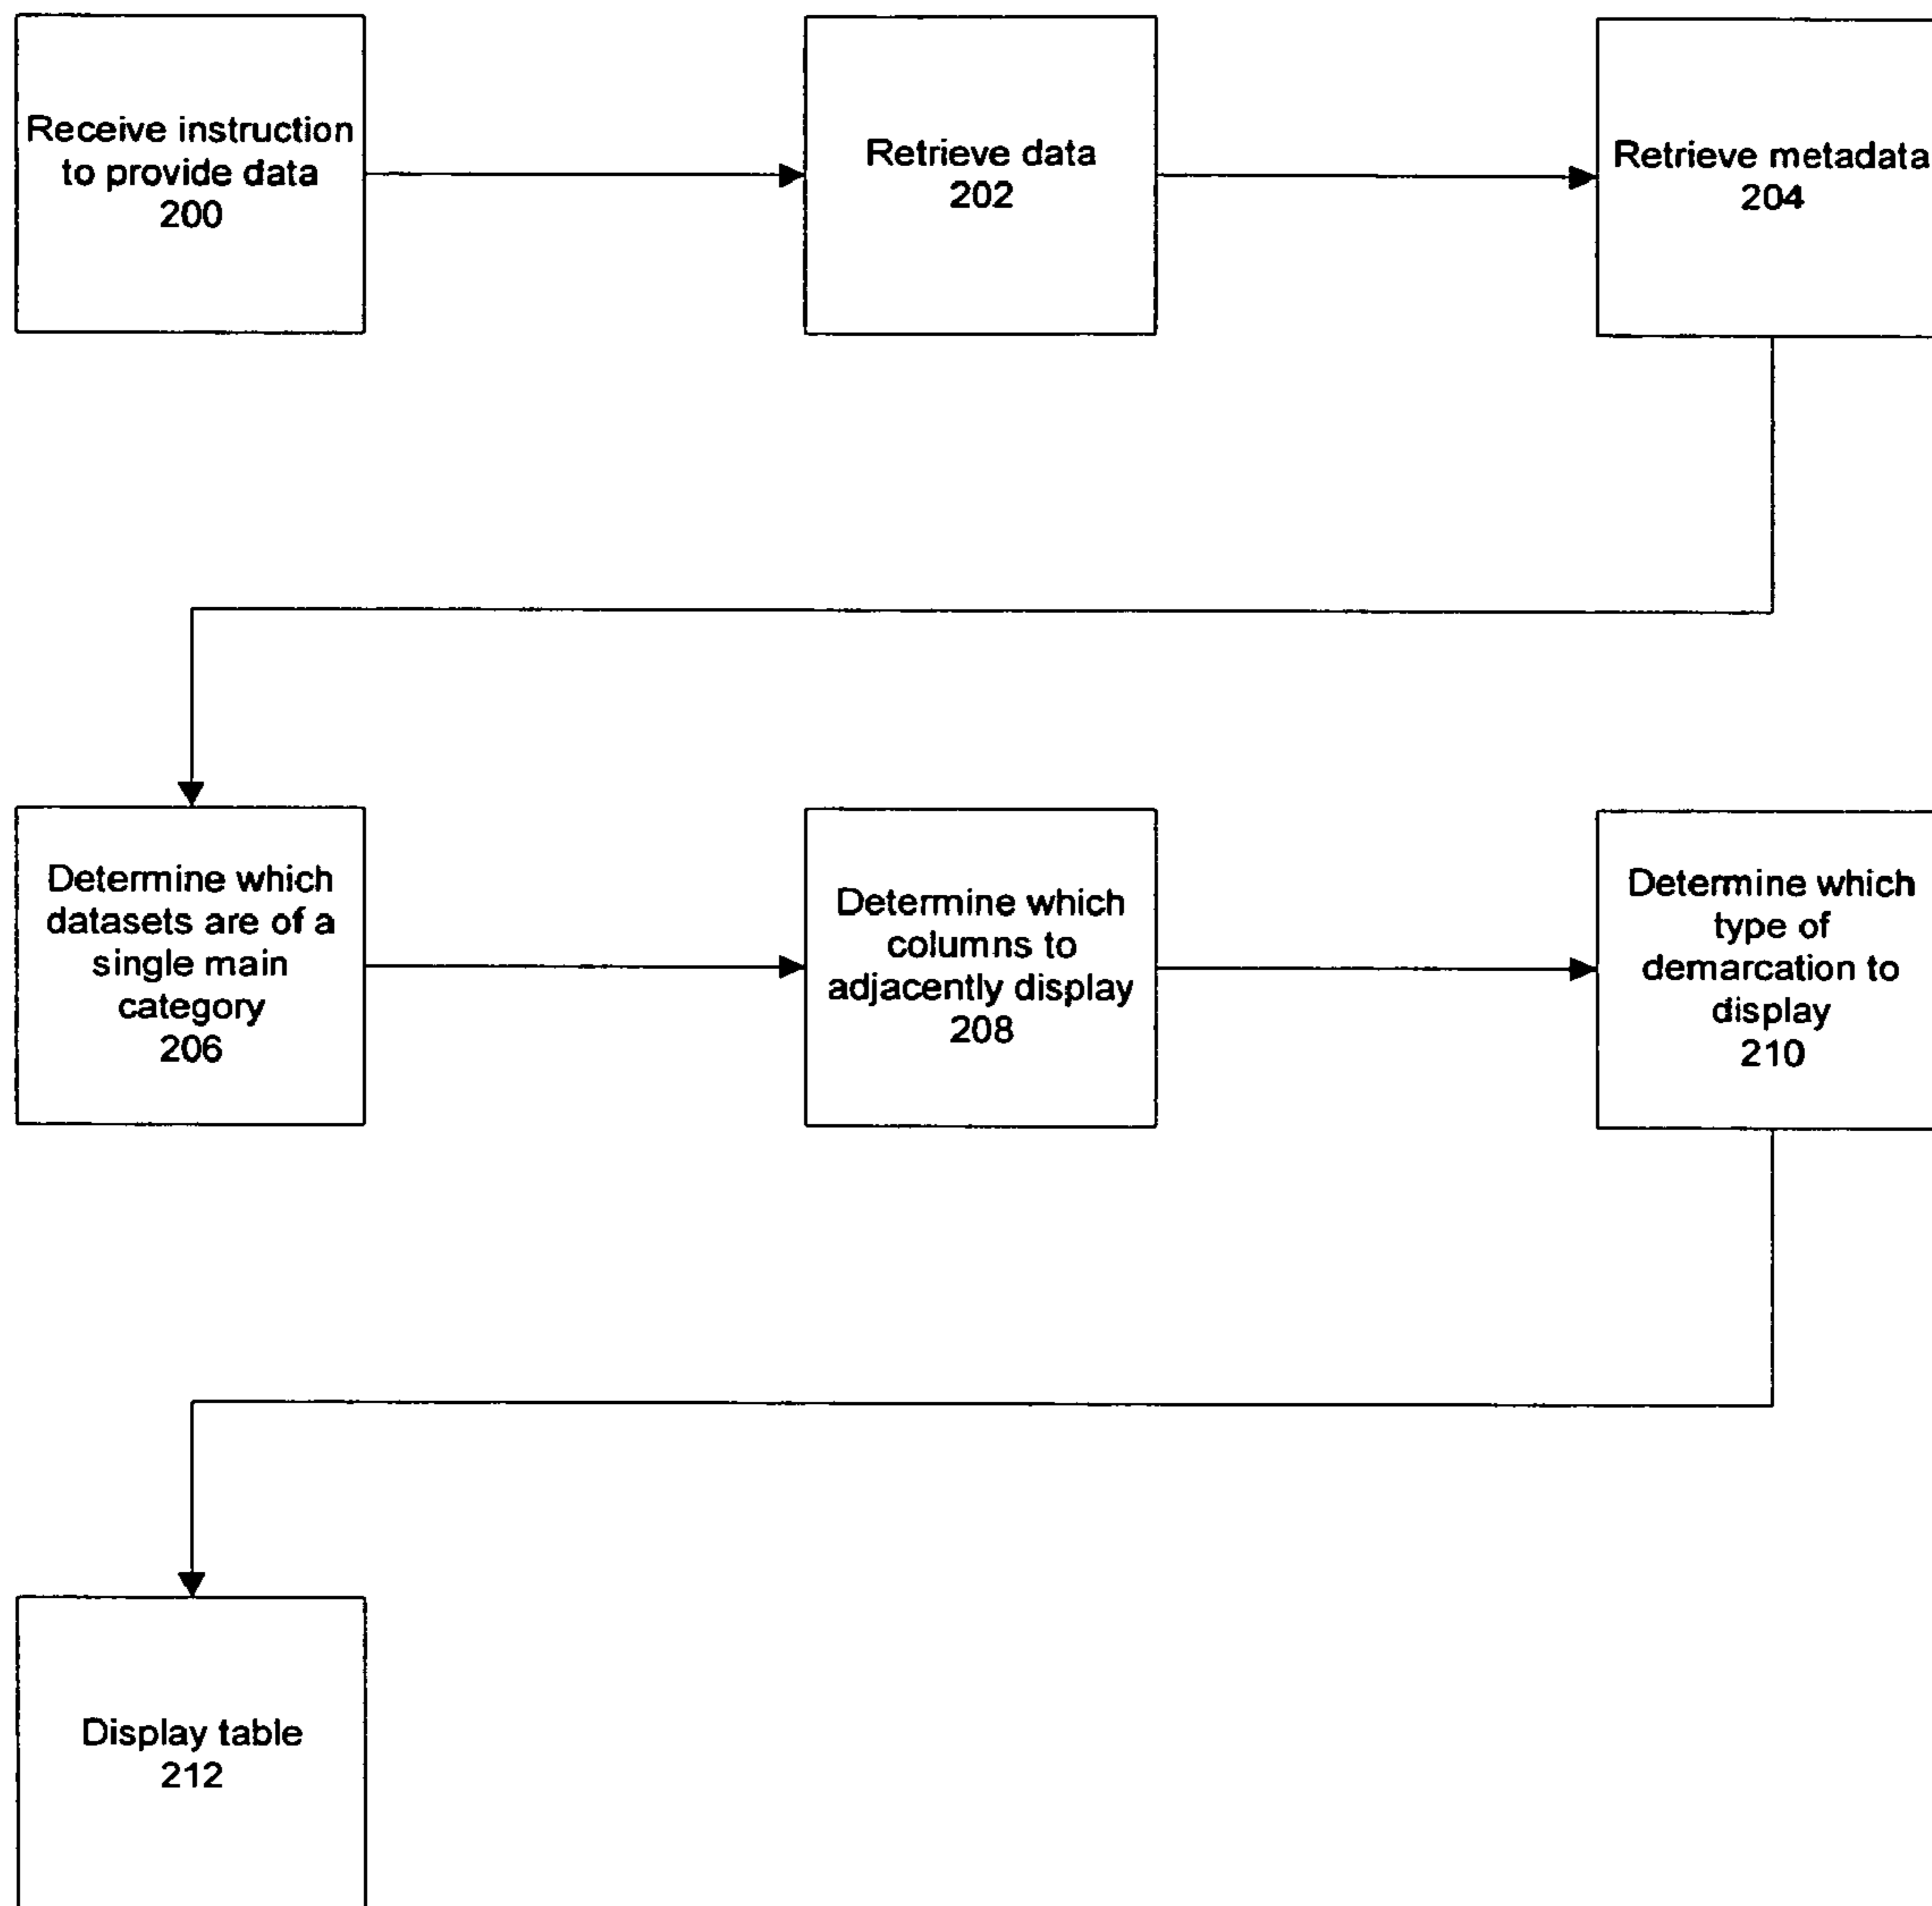 Receive instruction
to provide data
200
Retrieve data
202
Retrieve metadata
204
Determine which
datasets are of a
single main
category
206
Determine which
columns to
adjacently display
208
Determine which
type of
demarcation to
display
210
Display table
212